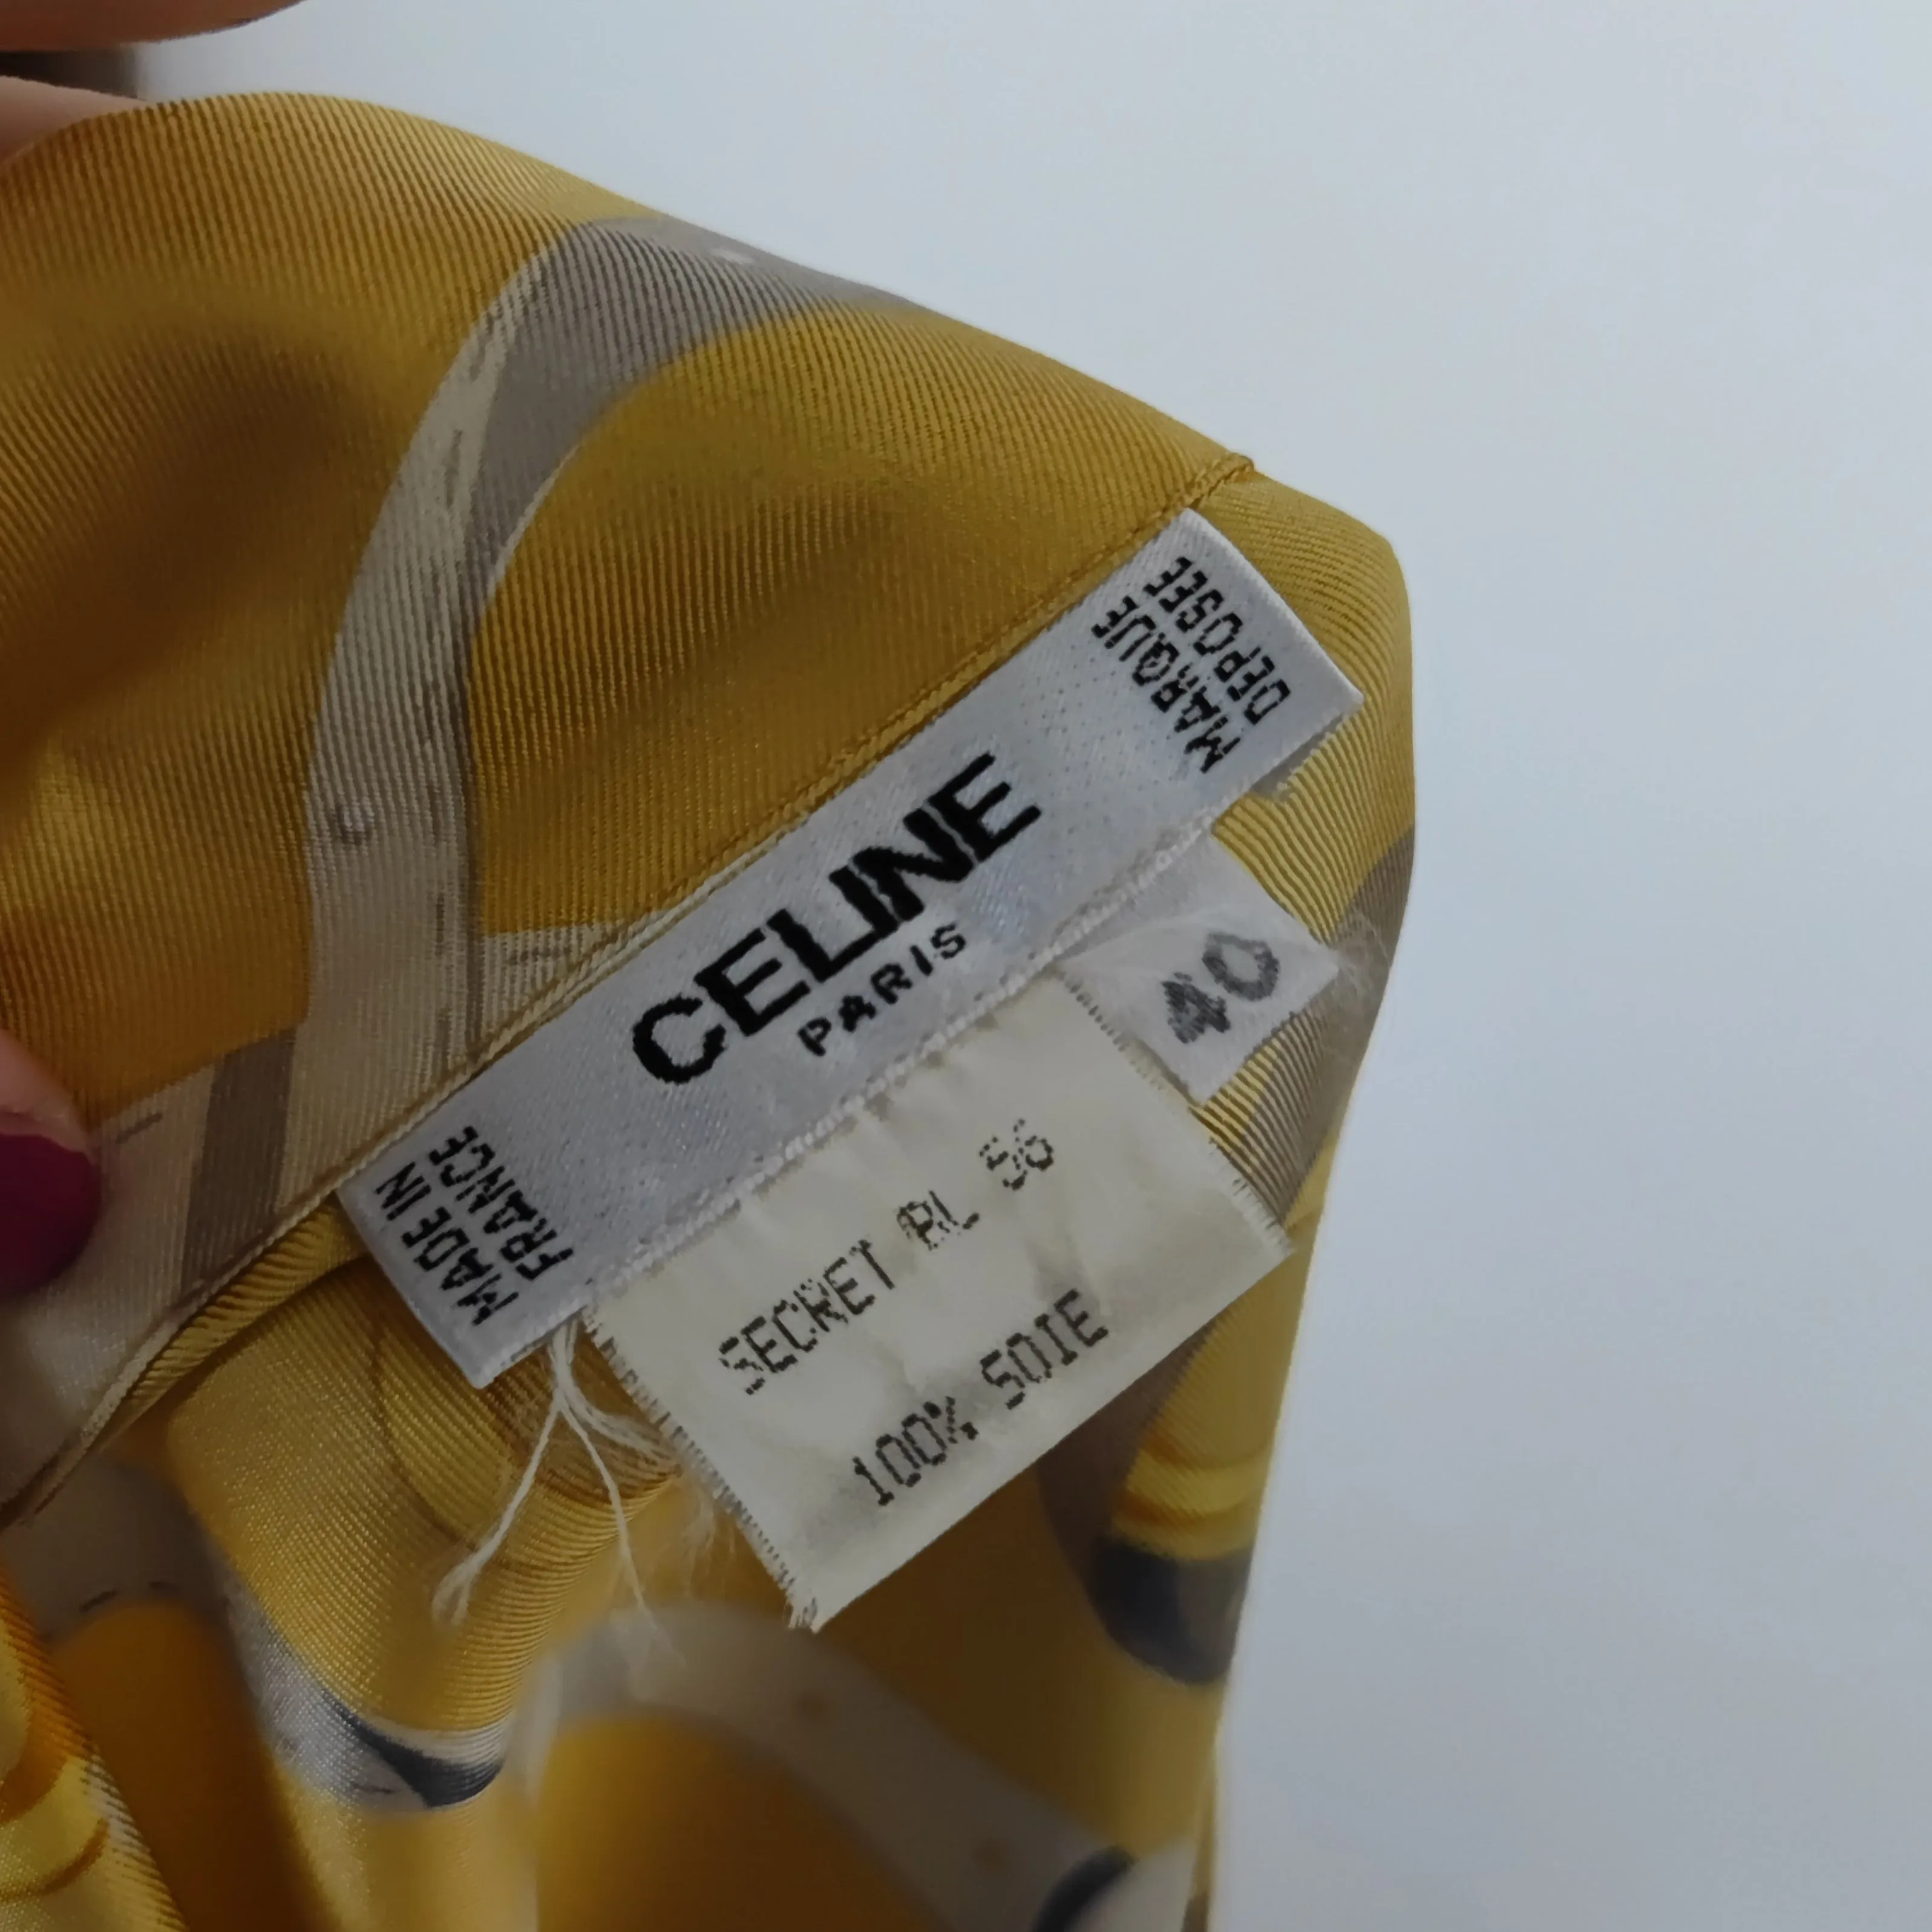 MADE IN
FRANCE
CELINE
PARIS
MARQUE
DEPOSEE
40
SECRET BL 56
100% SOIE